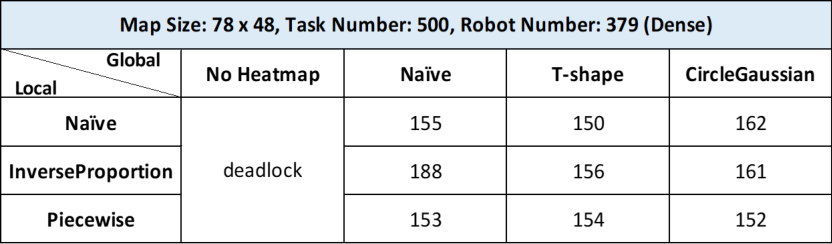 Map Size: 78 x 48, Task Number: 500, Robot Number: 379 (Dense)
Global
Local
No Heatmap
Naïve
T-shape
CircleGaussian
Naïve
155
150
162
InverseProportion
deadlock
188
156
161
Piecewise
153
154
152